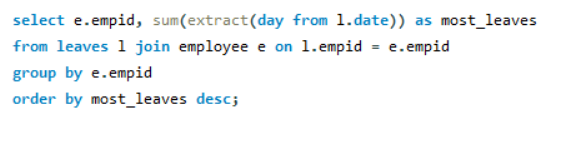 select e.empid, sum(extract(day from l.date)) as most_leaves
from leaves l join employee e on l.empid = e.empid
group by e.empid
order by most_leaves desc;